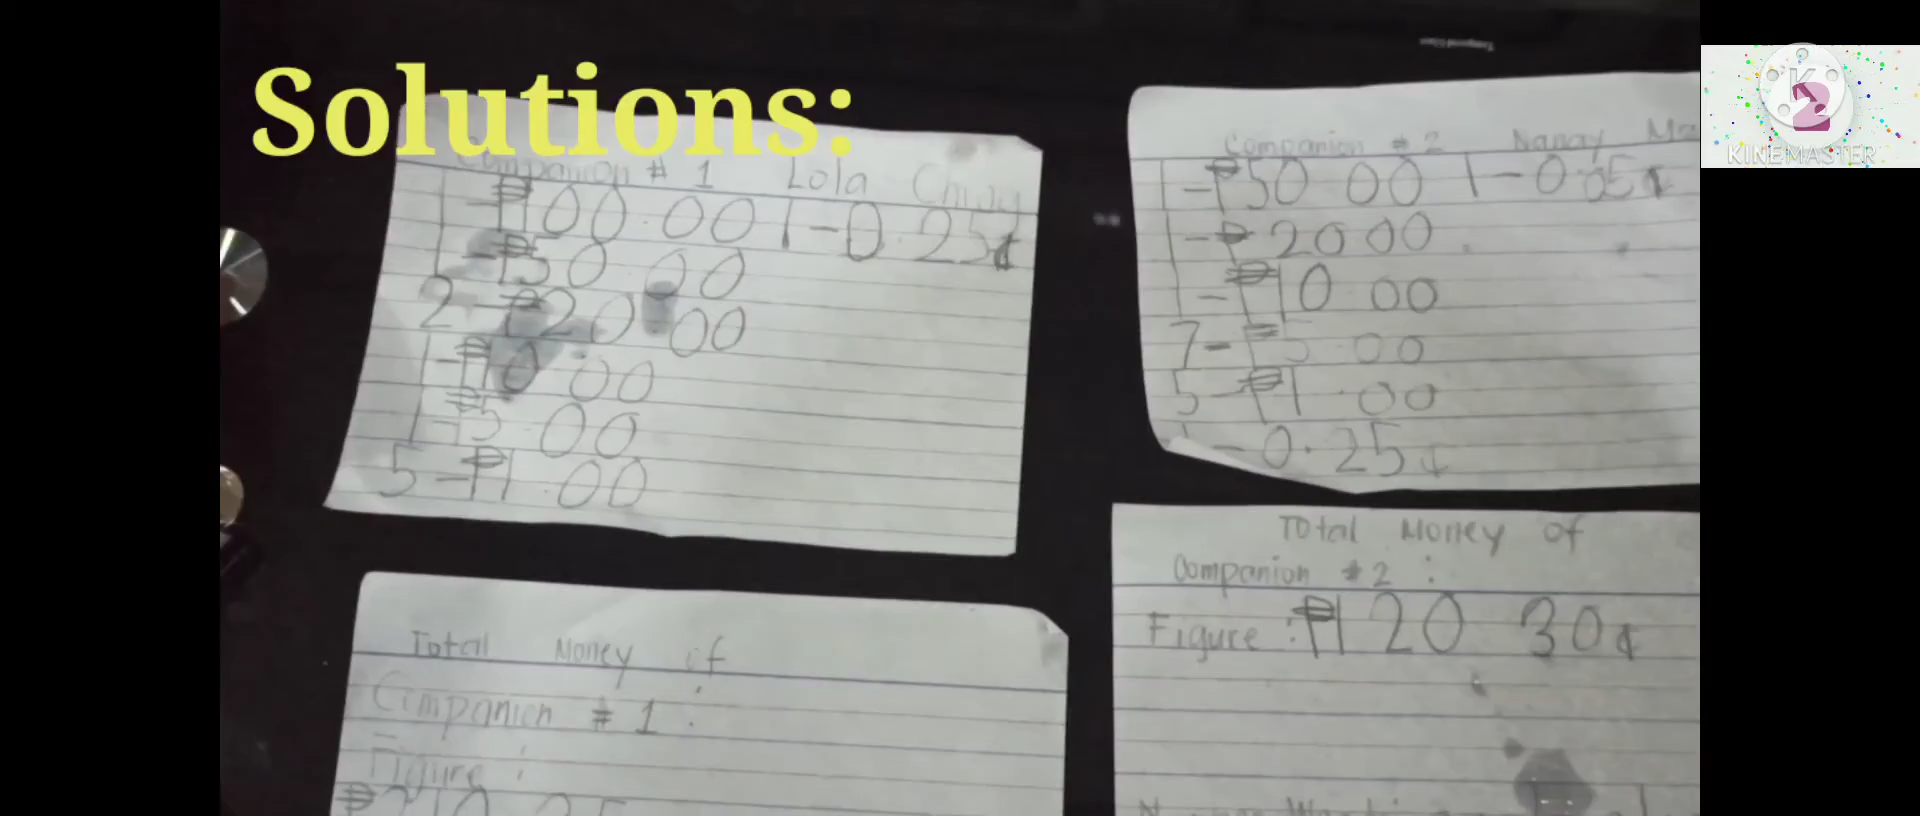 Solutions:
Companion # 1 Lola
1-₱100.00 1-0.25¢
1-₱50.00
2-₱20.00
1-₱10.00
1-₱5.00
5-₱1.00
Companion # 2 Nanay
1-₱50.00 1-0.05¢
1-₱20.00
1-₱10.00
7-₱5.00
5-₱1.00
1-0.25¢
Total Money of
Companion # 1:
Figure:
₱210.25
Total Money of
Companion #2:
Figure: ₱120 30¢
KINEMASTER